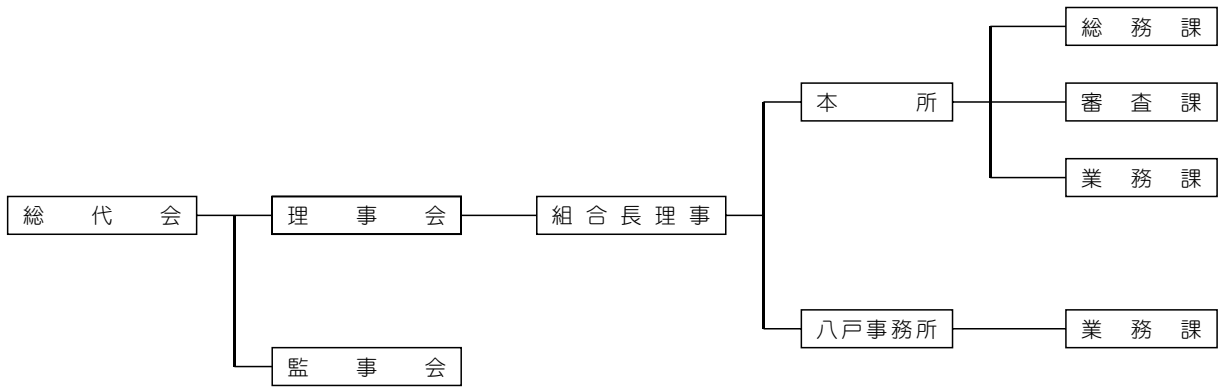 総務課
本所
審査課
業務課
総代会
理事会
組合長理事
八戸事務所
業務課
監事会